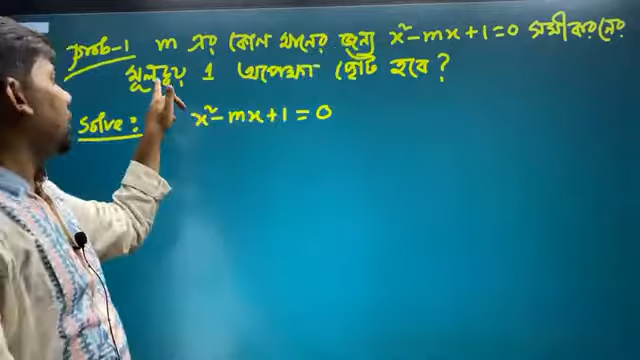 prob-1 m এর কোন মানের জন্য x²-mx+1=0 সমীকরনের
মূলদ্বয় 1 অপেক্ষা ছোট হবে ?
Solve : x²-mx+1=0